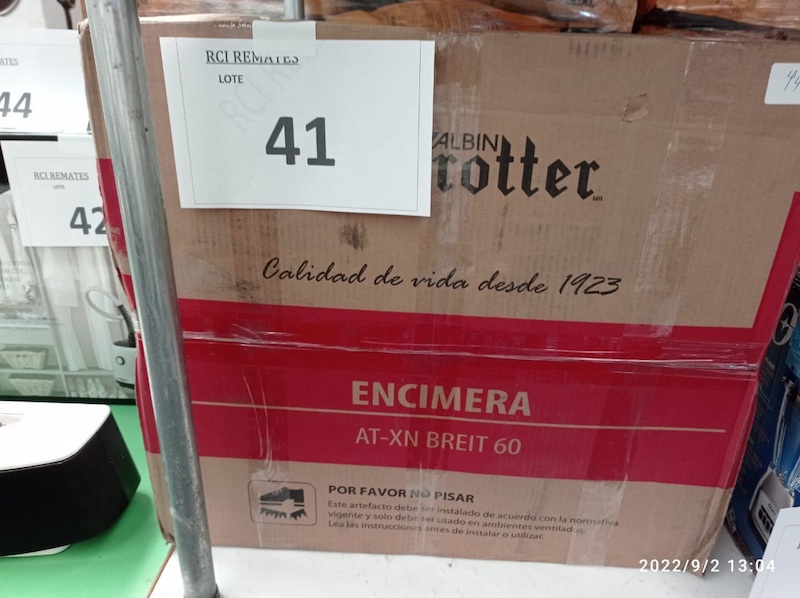 RCI REMATES
LOTE
41
44
RCI REMATES
LOTE
42
ALBIN
rotter
MR
Calidad de vida desde 1923
ENCIMERA
AT-XN BREIT 60
POR FAVOR NO PISAR
Este artefacto debe ser instalado de acuerdo con la normativa
vigente y solo debe ser usado en ambientes ventilados.
Lea las instrucciones antes de instalar o utilizar.
2022/9/2 13:04